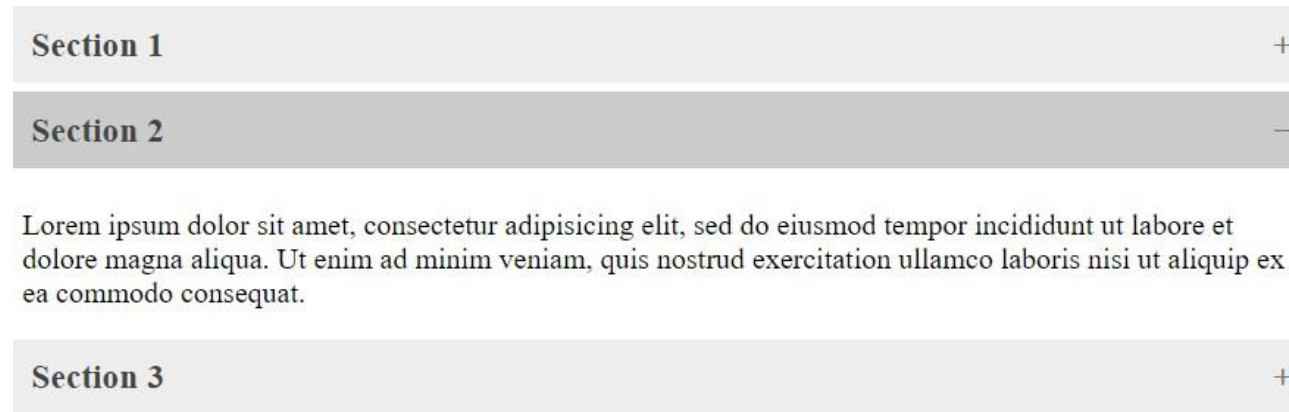 Section 1 +
Section 2 –
Lorem ipsum dolor sit amet, consectetur adipisicing elit, sed do eiusmod tempor incididunt ut labore et
dolore magna aliqua. Ut enim ad minim veniam, quis nostrud exercitation ullamco laboris nisi ut aliquip ex
ea commodo consequat.
Section 3 +